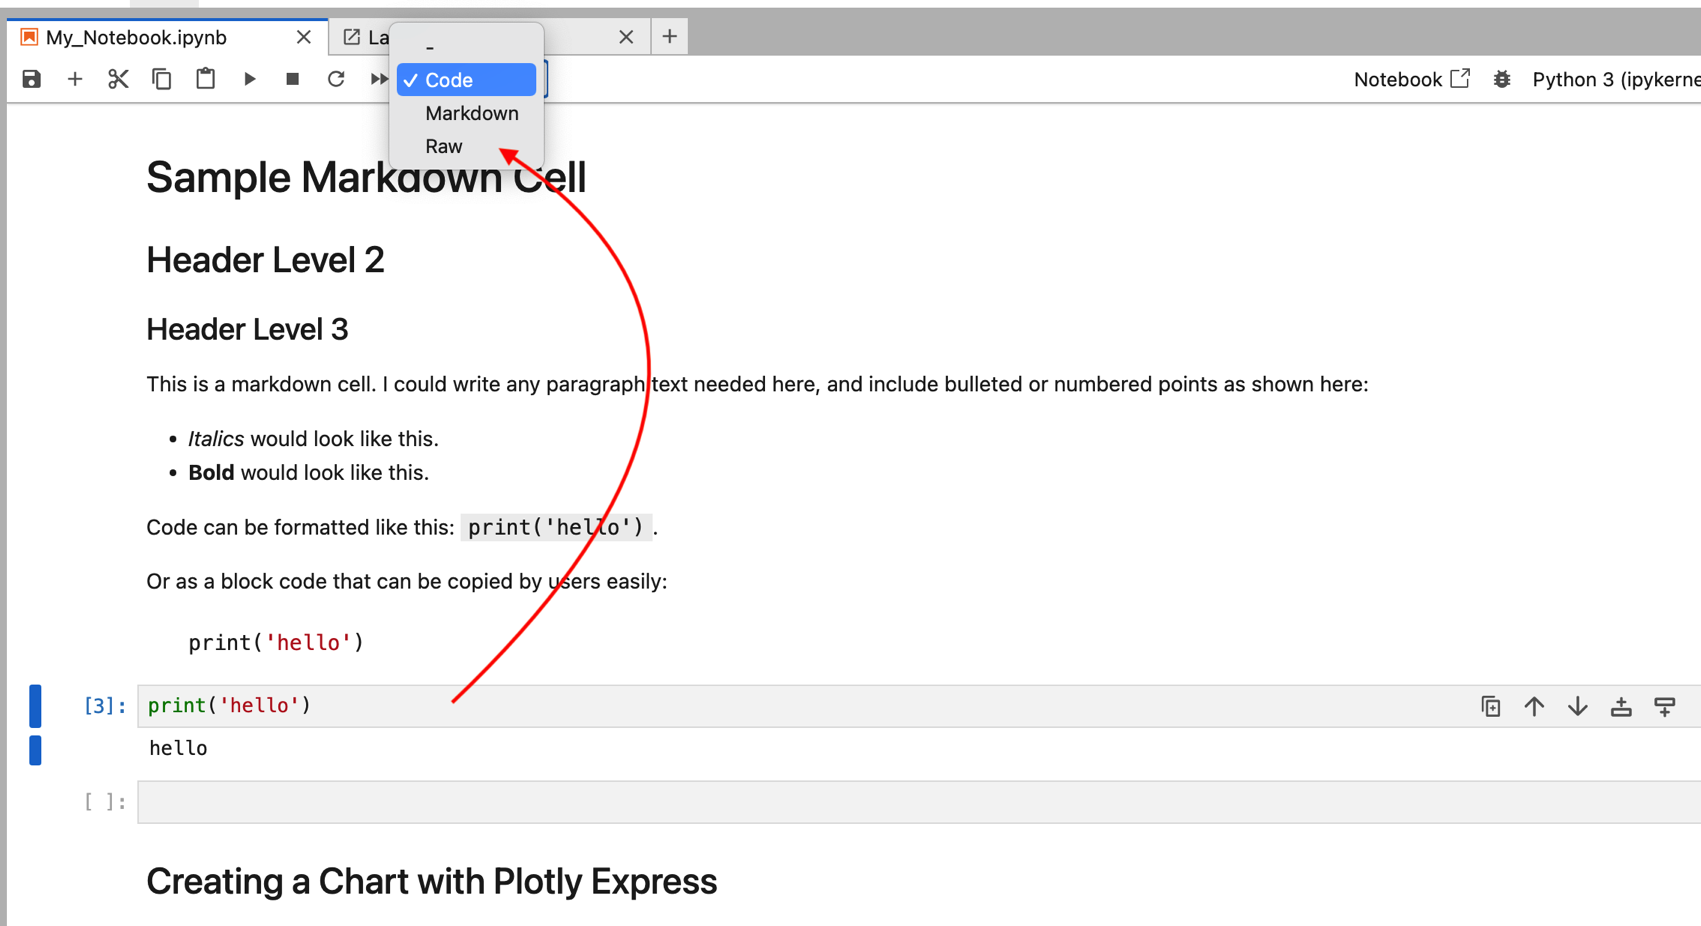 My_Notebook.ipynb
La
-
✓ Code
Markdown
Raw
Notebook
Python 3 (ipykerne
Sample Markdown Cell
Header Level 2
Header Level 3
This is a markdown cell. I could write any paragraph text needed here, and include bulleted or numbered points as shown here:
• Italics would look like this.
• Bold would look like this.
Code can be formatted like this: print('hello') .
Or as a block code that can be copied by users easily:
print('hello')
[3]: print('hello')
hello
[ ]:
Creating a Chart with Plotly Express